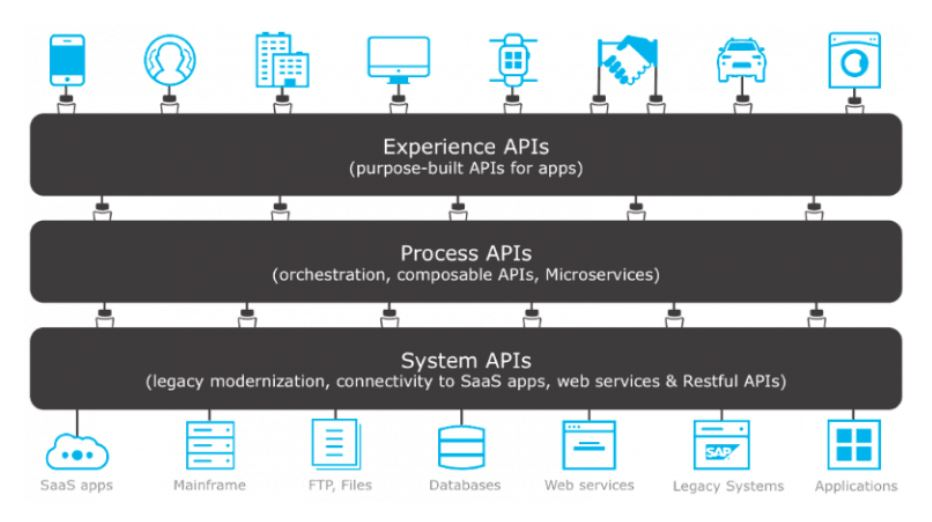 Experience APIs
(purpose-built APIs for apps)
Process APIs
(orchestration, composable APIs, Microservices)
System APIs
(legacy modernization, connectivity to SaaS apps, web services & Restful APIs)
SAP
SaaS apps
Mainframe
FTP, Files
Databases
Web services
Legacy Systems
Applications